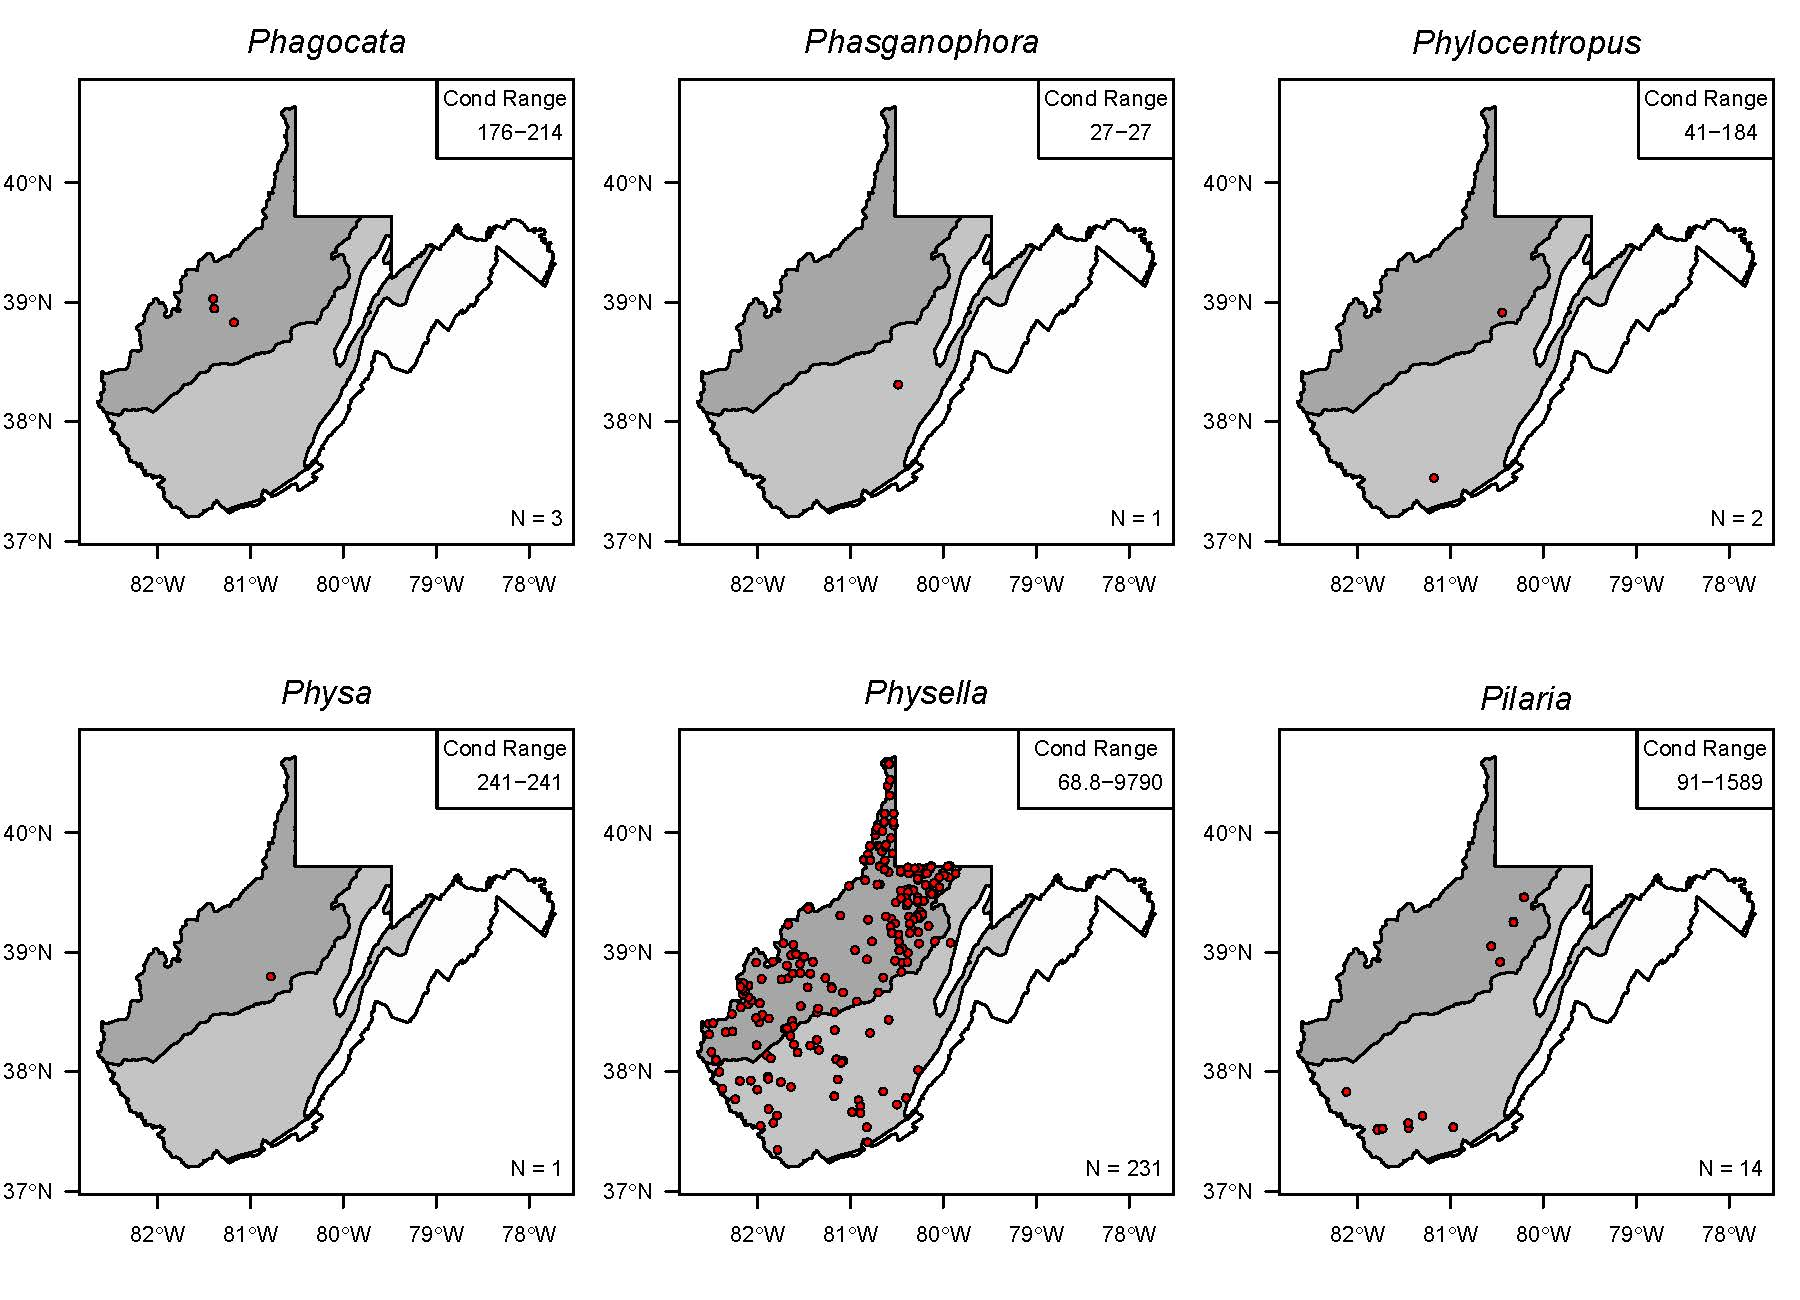 Phagocata
Phasganophora
Phylocentropus
Cond Range
176−214
Cond Range
27−27
Cond Range
41−184
40°N
39°N
38°N
37°N
40°N
39°N
38°N
37°N
40°N
39°N
38°N
37°N
N = 3
N = 1
N = 2
82°W 81°W 80°W 79°W 78°W
82°W 81°W 80°W 79°W 78°W
82°W 81°W 80°W 79°W 78°W
Physa
Physella
Pilaria
Cond Range
241−241
Cond Range
68.8−9790
Cond Range
91−1589
40°N
39°N
38°N
37°N
40°N
39°N
38°N
37°N
40°N
39°N
38°N
37°N
N = 1
N = 231
N = 14
82°W 81°W 80°W 79°W 78°W
82°W 81°W 80°W 79°W 78°W
82°W 81°W 80°W 79°W 78°W